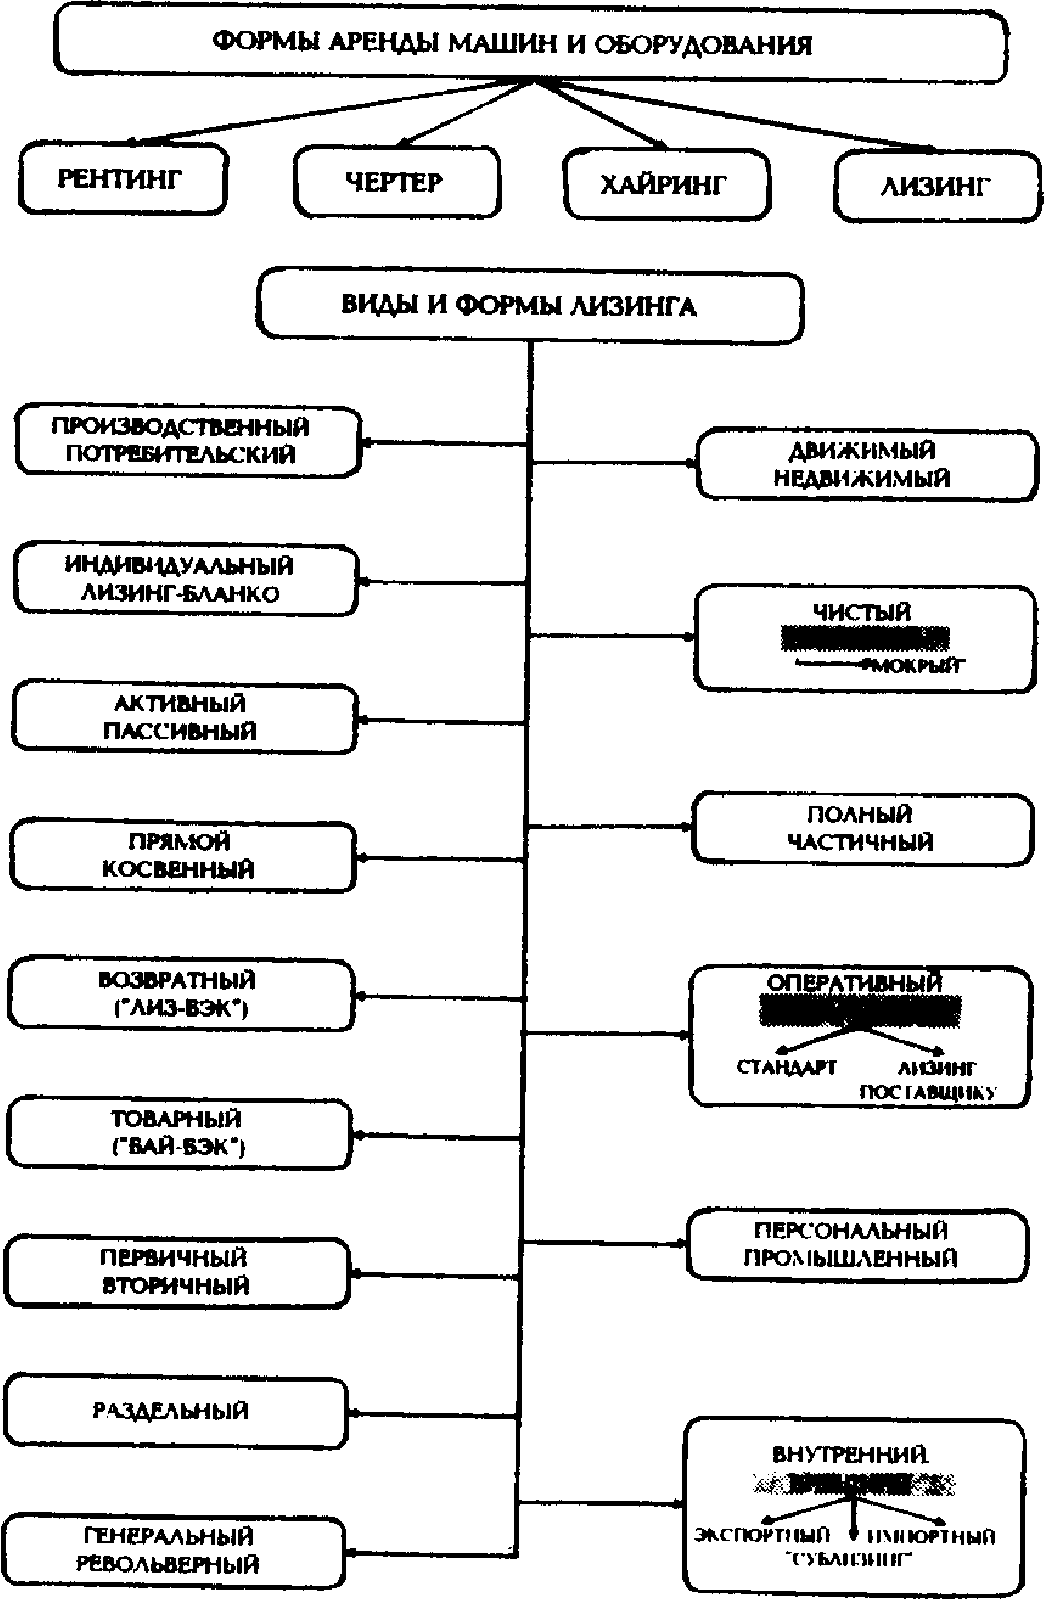 ФОРМЫ АРЕНДЫ МАШИН И ОБОРУДОВАНИЯ
РЕНТИНГ
ЧЕРТЕР
ХАЙРИНГ
ЛИЗИНГ
ВИДЫ И ФОРМЫ ЛИЗИНГА
ПРОИЗВОДСТВЕННЫЙ
ПОТРЕБИТЕЛЬСКИЙ
ДВИЖИМЫЙ
НЕДВИЖИМЫЙ
ИНДИВИДУАЛЬНЫЙ
ЛИЗИНГ-БЛАНКО
ЧИСТЫЙ
"МОКРЫЙ"
АКТИВНЫЙ
ПАССИВНЫЙ
ПРЯМОЙ
КОСВЕННЫЙ
ПОЛНЫЙ
ЧАСТИЧНЫЙ
ВОЗВРАТНЫЙ
("ЛИЗ-БЭК")
ОПЕРАТИВНЫЙ
СТАНДАРТ
ЛИЗИНГ
ПОСТАВЩИКУ
ТОВАРНЫЙ
("БАЙ-БЭК")
ПЕРВИЧНЫЙ
ВТОРИЧНЫЙ
ПЕРСОНАЛЬНЫЙ
ПРОМЫШЛЕННЫЙ
РАЗДЕЛЬНЫЙ
ВНУТРЕННИЙ
ЭКСПОРТНЫЙ ИМПОРТНЫЙ
"СУБЛИЗИНГ"
ГЕНЕРАЛЬНЫЙ
РЕВОЛЬВЕРНЫЙ